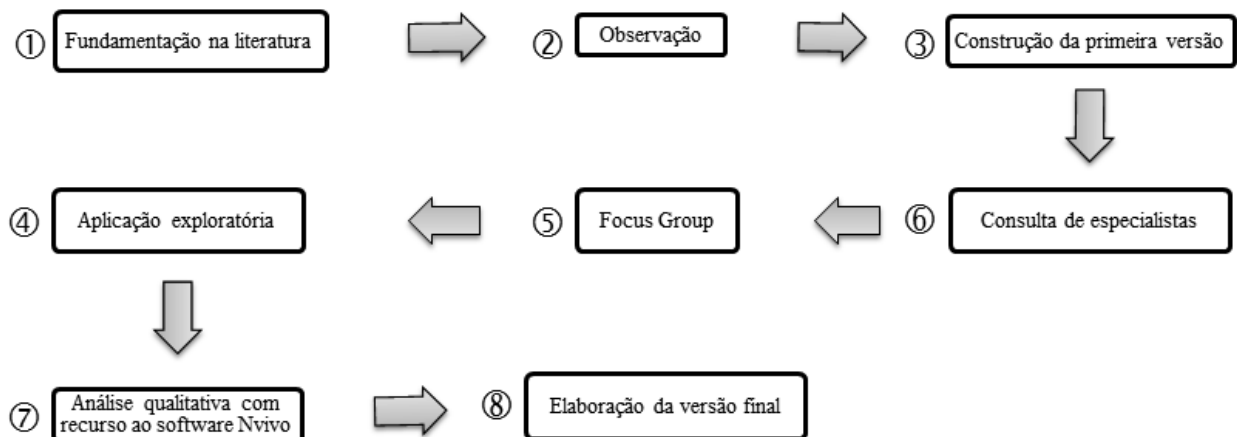 ① Fundamentação na literatura
② Observação
③ Construção da primeira versão
④ Aplicação exploratória
⑤ Focus Group
⑥ Consulta de especialistas
⑦ Análise qualitativa com
recurso ao software Nvivo
⑧ Elaboração da versão final